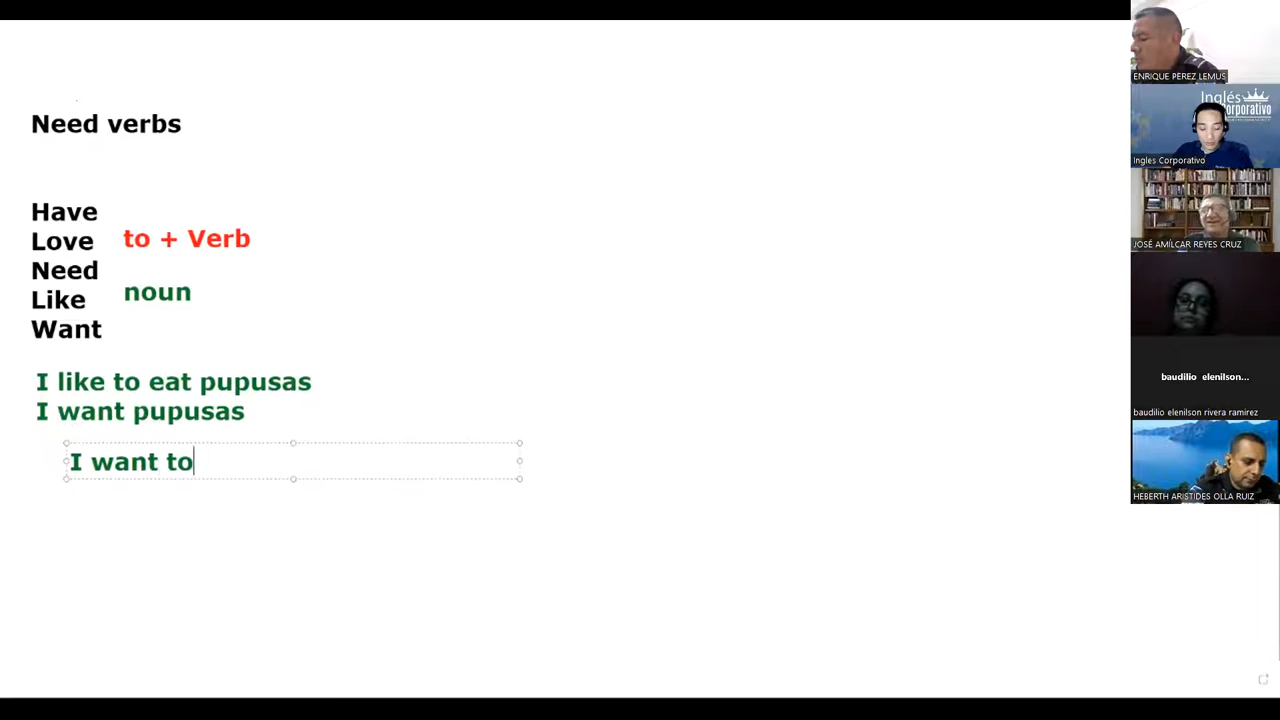 Need verbs
Have
Love
to + Verb
Need
noun
Like
Want
I like to eat pupusas
I want pupusas
I want to
ENRIQUE PEREZ LEMUS
Inglés
Corporativo
Ingles Corporativo
JOSÉ AMÍLCAR REYES CRUZ
baudilio elenilson...
baudilio elenilson rivera ramirez
HEBERTH ARISTIDES OLLA RUIZ